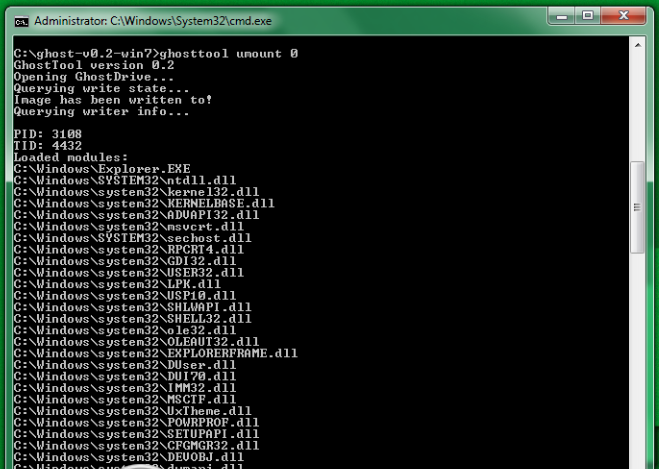 Administrator: C:\Windows\System32\cmd.exe
C:\ghost-v0.2-win7>ghosttool umount 0
GhostTool version 0.2
Opening GhostDrive...
Querying write state...
Image has been written to!
Querying writer info...
PID: 3108
TID: 4432
Loaded modules:
C:\Windows\Explorer.EXE
C:\Windows\SYSTEM32\ntdll.dll
C:\Windows\system32\kernel32.dll
C:\Windows\system32\KERNELBASE.dll
C:\Windows\system32\ADVAPI32.dll
C:\Windows\system32\msvcrt.dll
C:\Windows\SYSTEM32\sechost.dll
C:\Windows\system32\RPCRT4.dll
C:\Windows\system32\GDI32.dll
C:\Windows\system32\USER32.dll
C:\Windows\system32\LPK.dll
C:\Windows\system32\USP10.dll
C:\Windows\system32\SHLWAPI.dll
C:\Windows\system32\SHELL32.dll
C:\Windows\system32\ole32.dll
C:\Windows\system32\OLEAUT32.dll
C:\Windows\system32\EXPLORERFRAME.dll
C:\Windows\system32\DUser.dll
C:\Windows\system32\DUI70.dll
C:\Windows\system32\IMM32.dll
C:\Windows\system32\MSCTF.dll
C:\Windows\system32\UxTheme.dll
C:\Windows\system32\POWRPROF.dll
C:\Windows\system32\SETUPAPI.dll
C:\Windows\system32\CFGMGR32.dll
C:\Windows\system32\DEVOBJ.dll